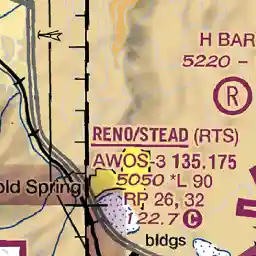 H BAR
5220 -
R
RENO/STEAD (RTS)
AWOS-3 135.175
5050 *L 90
old Spring
RP 26, 32
122.7 C
bldgs